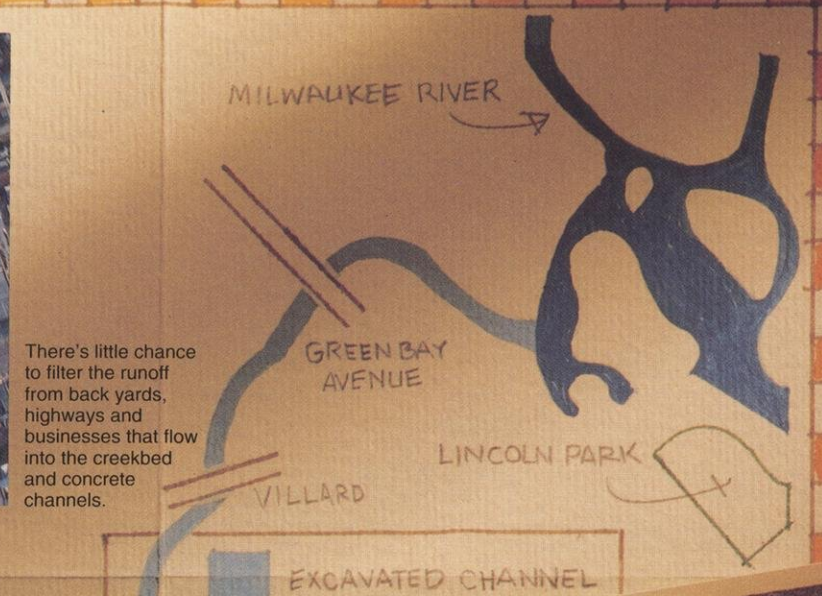 MILWAUKEE RIVER
GREEN BAY
AVENUE
There's little chance
to filter the runoff
from back yards,
highways and
businesses that flow
into the creekbed
and concrete
channels.
LINCOLN PARK
VILLARD
EXCAVATED CHANNEL